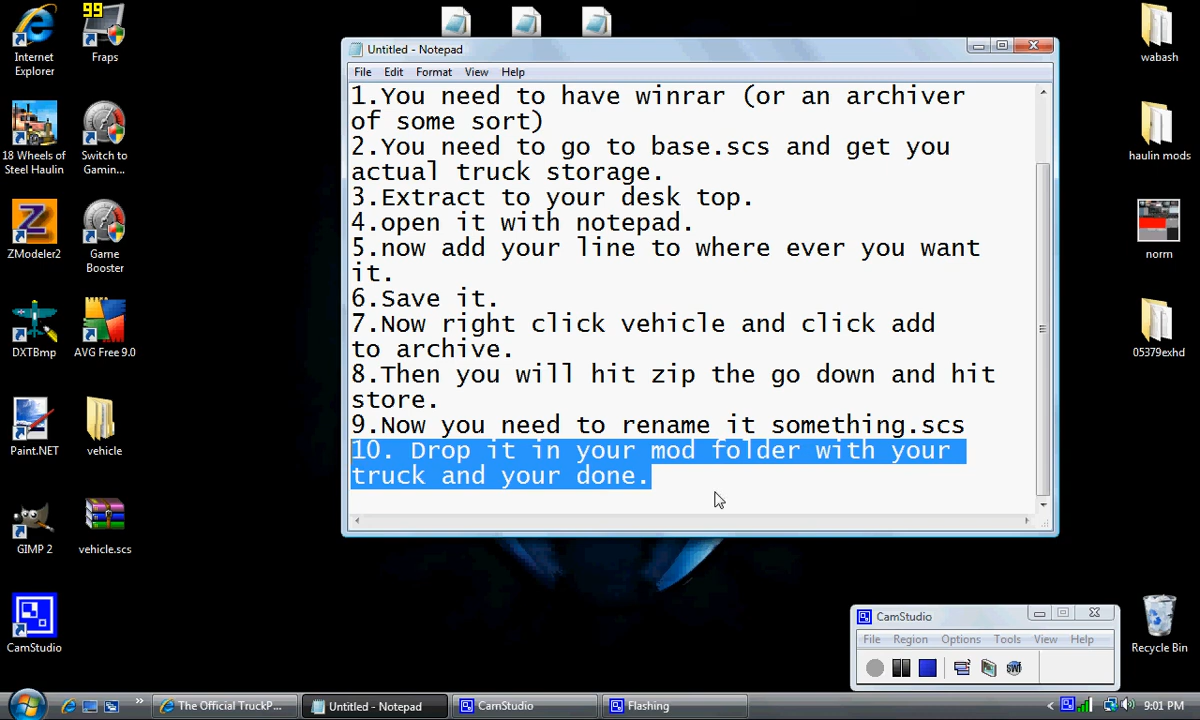 99
Internet
Explorer
Fraps
18 Wheels of
Steel Haulin
Switch to
Gamin...
ZModeler2
Game
Booster
DXTBmp
AVG Free 9.0
Paint.NET
vehicle
GIMP 2
vehicle.scs
CamStudio
Untitled - Notepad
File Edit Format View Help
1.You need to have winrar (or an archiver
of some sort)
2.You need to go to base.scs and get you
actual truck storage.
3.Extract to your desk top.
4.open it with notepad.
5.now add your line to where ever you want
it.
6.Save it.
7.Now right click vehicle and click add
to archive.
8.Then you will hit zip the go down and hit
store.
9.Now you need to rename it something.scs
10. Drop it in your mod folder with your
truck and your done.
wabash
haulin mods
norm
05379exhd
Recycle Bin
CamStudio
File Region Options Tools View Help
SWF
The Official TruckP...
Untitled - Notepad
CamStudio
Flashing
9:01 PM